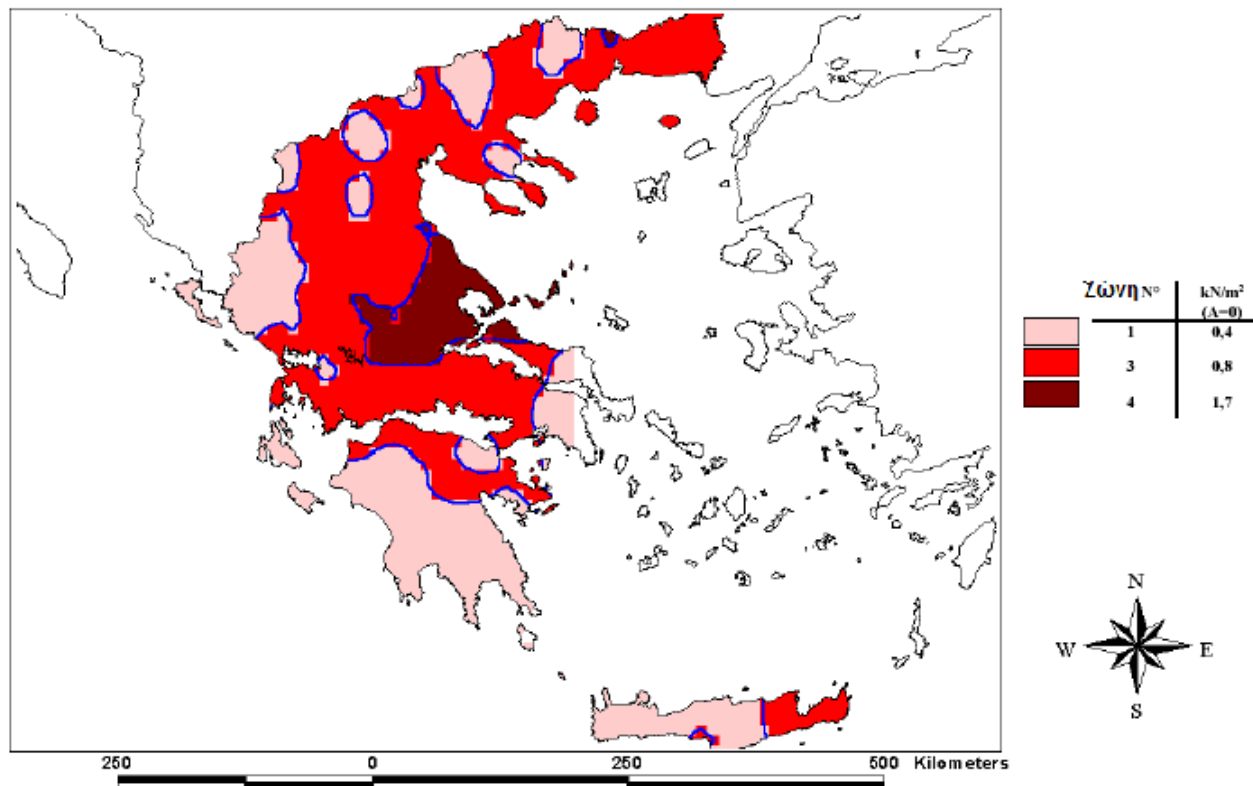 Ζώνη N° kN/m²
(A=0)
1 0,4
3 0,8
4 1,7
N
W E
S
250 0 250 500 Kilometers